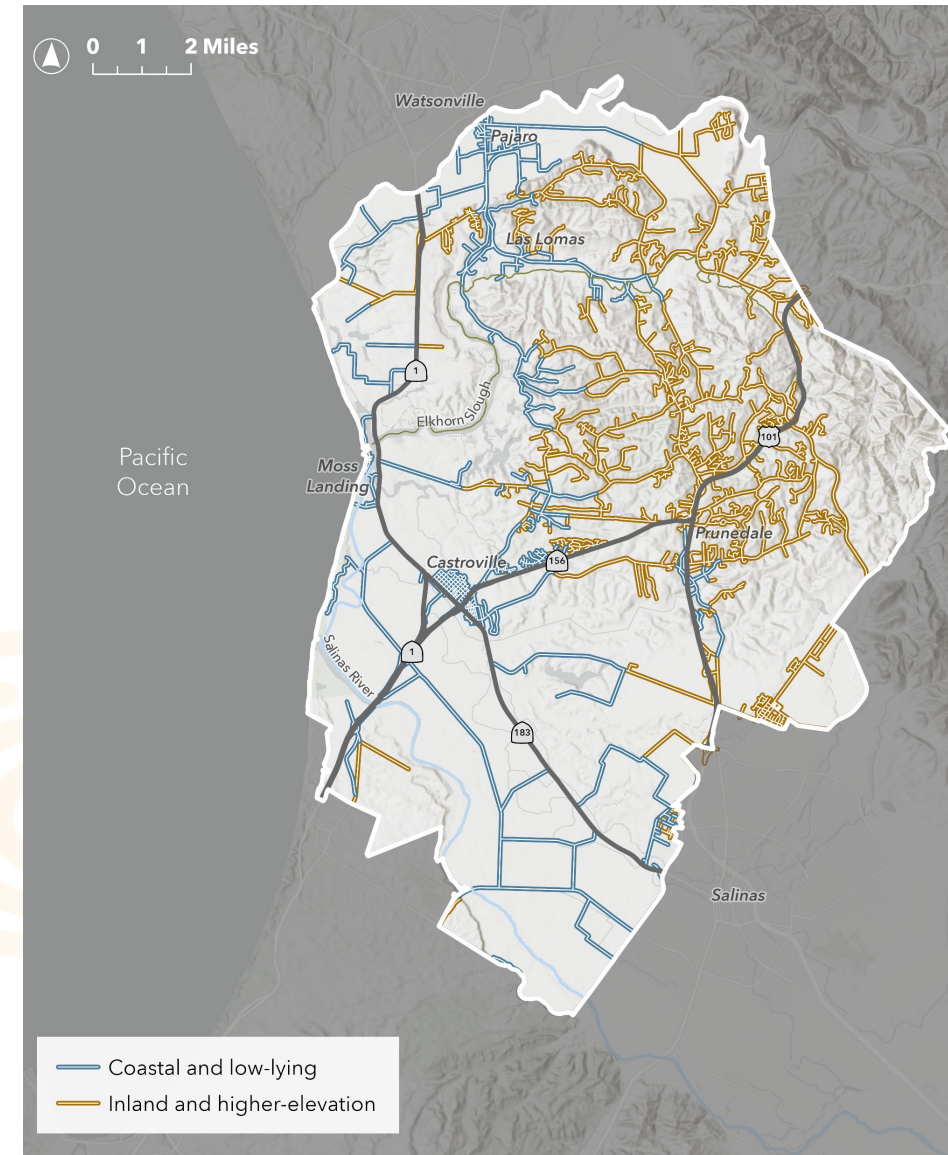 0 1 2 Miles
Watsonville
Pajaro
Las Lomas
1
Elkhorn Slough
101
Pacific
Ocean
Moss
Landing
Prunedale
Castroville
156
1
Salinas River
183
Salinas
Coastal and low-lying
Inland and higher-elevation